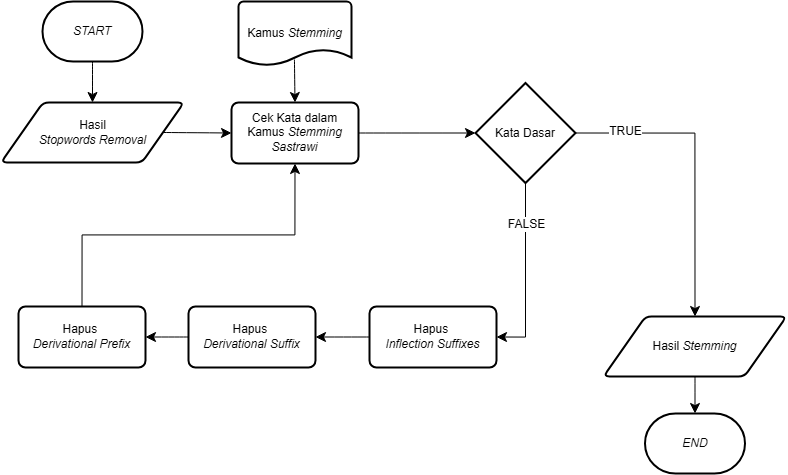 START
Kamus Stemming
Hasil
Stopwords Removal
Cek Kata dalam
Kamus Stemming
Sastrawi
Kata Dasar
TRUE
FALSE
Hapus
Derivational Prefix
Hapus
Derivational Suffix
Hapus
Inflection Suffixes
Hasil Stemming
END